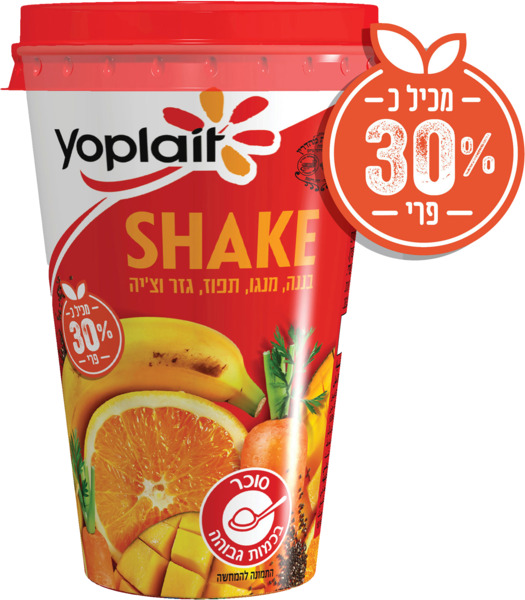 yoplait
SHAKE
בננה, מנגו, תפוז, גזר וצ'יה
מכיל כ
30%
פרי
מכיל כ-
30%
פרי
סוכר
בכמות גבוהה
התמונה להמחשה